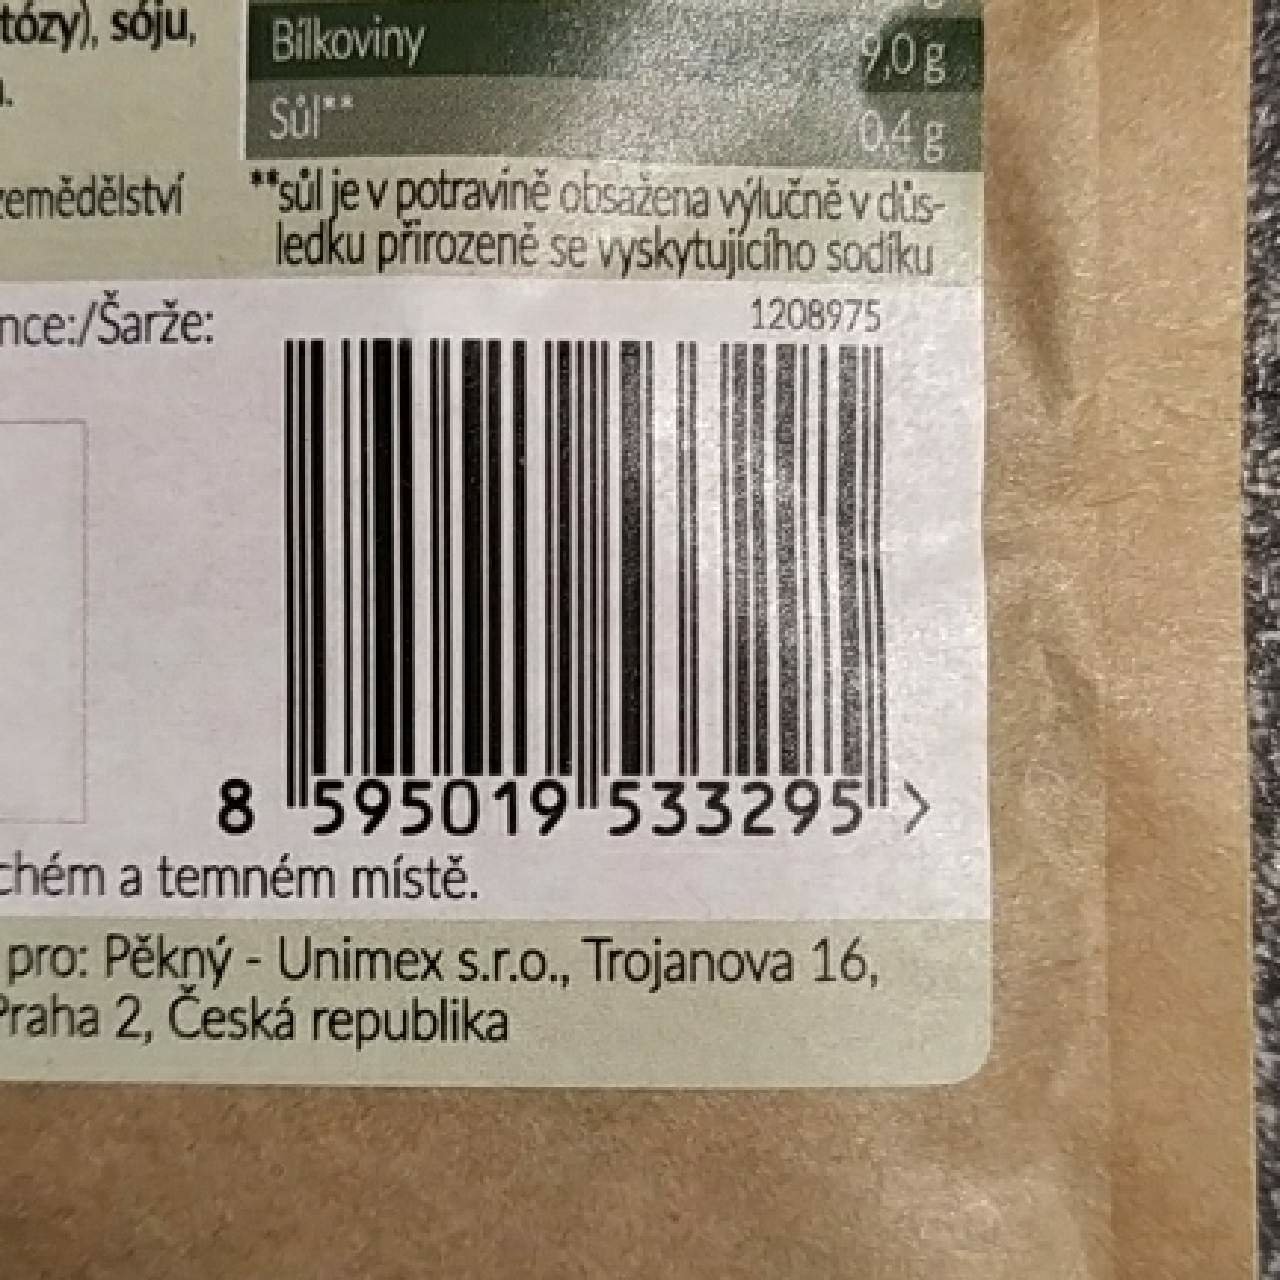 tózy), sóju,
Bílkoviny 9,0 g
Sůl** 0,4 g
zemědělství
**sůl je v potravině obsažena výlučně v důs-
ledku přirozeně se vyskytujícího sodíku
nce:/Šarže:
1208975
8 595019 533295 >
chém a temném místě.
pro: Pěkný - Unimex s.r.o., Trojanova 16,
Praha 2, Česká republika